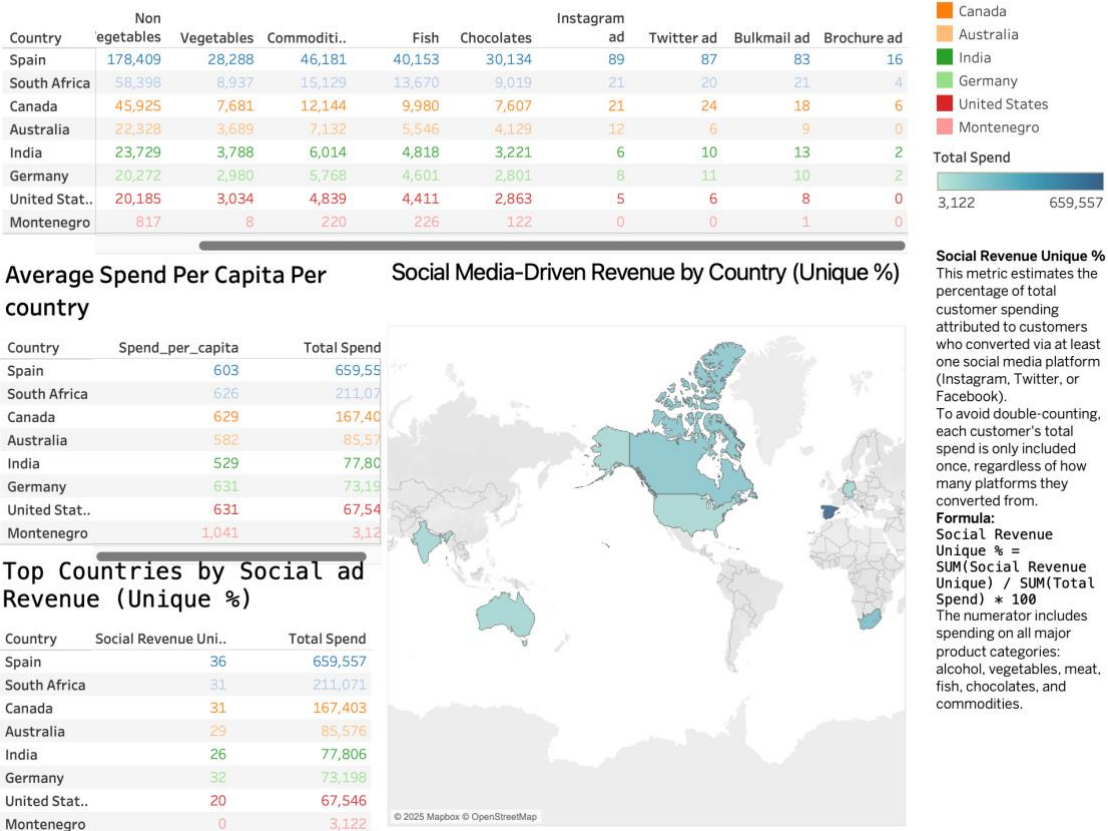 Non Instagram
Country egetables Vegetables Commoditi.. Fish Chocolates ad Twitter ad Bulkmail ad Brochure ad
Spain 178,409 28,288 46,181 40,153 30,134 89 87 83 16
South Africa 58,398 8,937 15,129 13,670 9,019 21 20 21 4
Canada 45,925 7,681 12,144 9,980 7,607 21 24 18 6
Australia 22,328 3,689 7,132 5,546 4,129 12 6 9 0
India 23,729 3,788 6,014 4,818 3,221 6 10 13 2
Germany 20,272 2,980 5,768 4,601 2,801 8 11 10 2
United Stat.. 20,185 3,034 4,839 4,411 2,863 5 6 8 0
Montenegro 817 8 220 226 122 0 0 1 0
Canada
Australia
India
Germany
United States
Montenegro
Total Spend
3,122 659,557
Average Spend Per Capita Per
country
Country Spend_per_capita Total Spend
Spain 603 659,55
South Africa 626 211,07
Canada 629 167,40
Australia 582 85,57
India 529 77,80
Germany 631 73,19
United Stat.. 631 67,54
Montenegro 1,041 3,12
Top Countries by Social ad
Revenue (Unique %)
Country Social Revenue Uni.. Total Spend
Spain 36 659,557
South Africa 31 211,071
Canada 31 167,403
Australia 29 85,576
India 26 77,806
Germany 32 73,198
United Stat.. 20 67,546
Montenegro 0 3,122
Social Media-Driven Revenue by Country (Unique %)
© 2025 Mapbox © OpenStreetMap
Social Revenue Unique %
This metric estimates the
percentage of total
customer spending
attributed to customers
who converted via at least
one social media platform
(Instagram, Twitter, or
Facebook).
To avoid double-counting,
each customer's total
spend is only included
once, regardless of how
many platforms they
converted from.
Formula:
Social Revenue
Unique % =
SUM(Social Revenue
Unique) / SUM(Total
Spend) * 100
The numerator includes
spending on all major
product categories:
alcohol, vegetables, meat,
fish, chocolates, and
commodities.